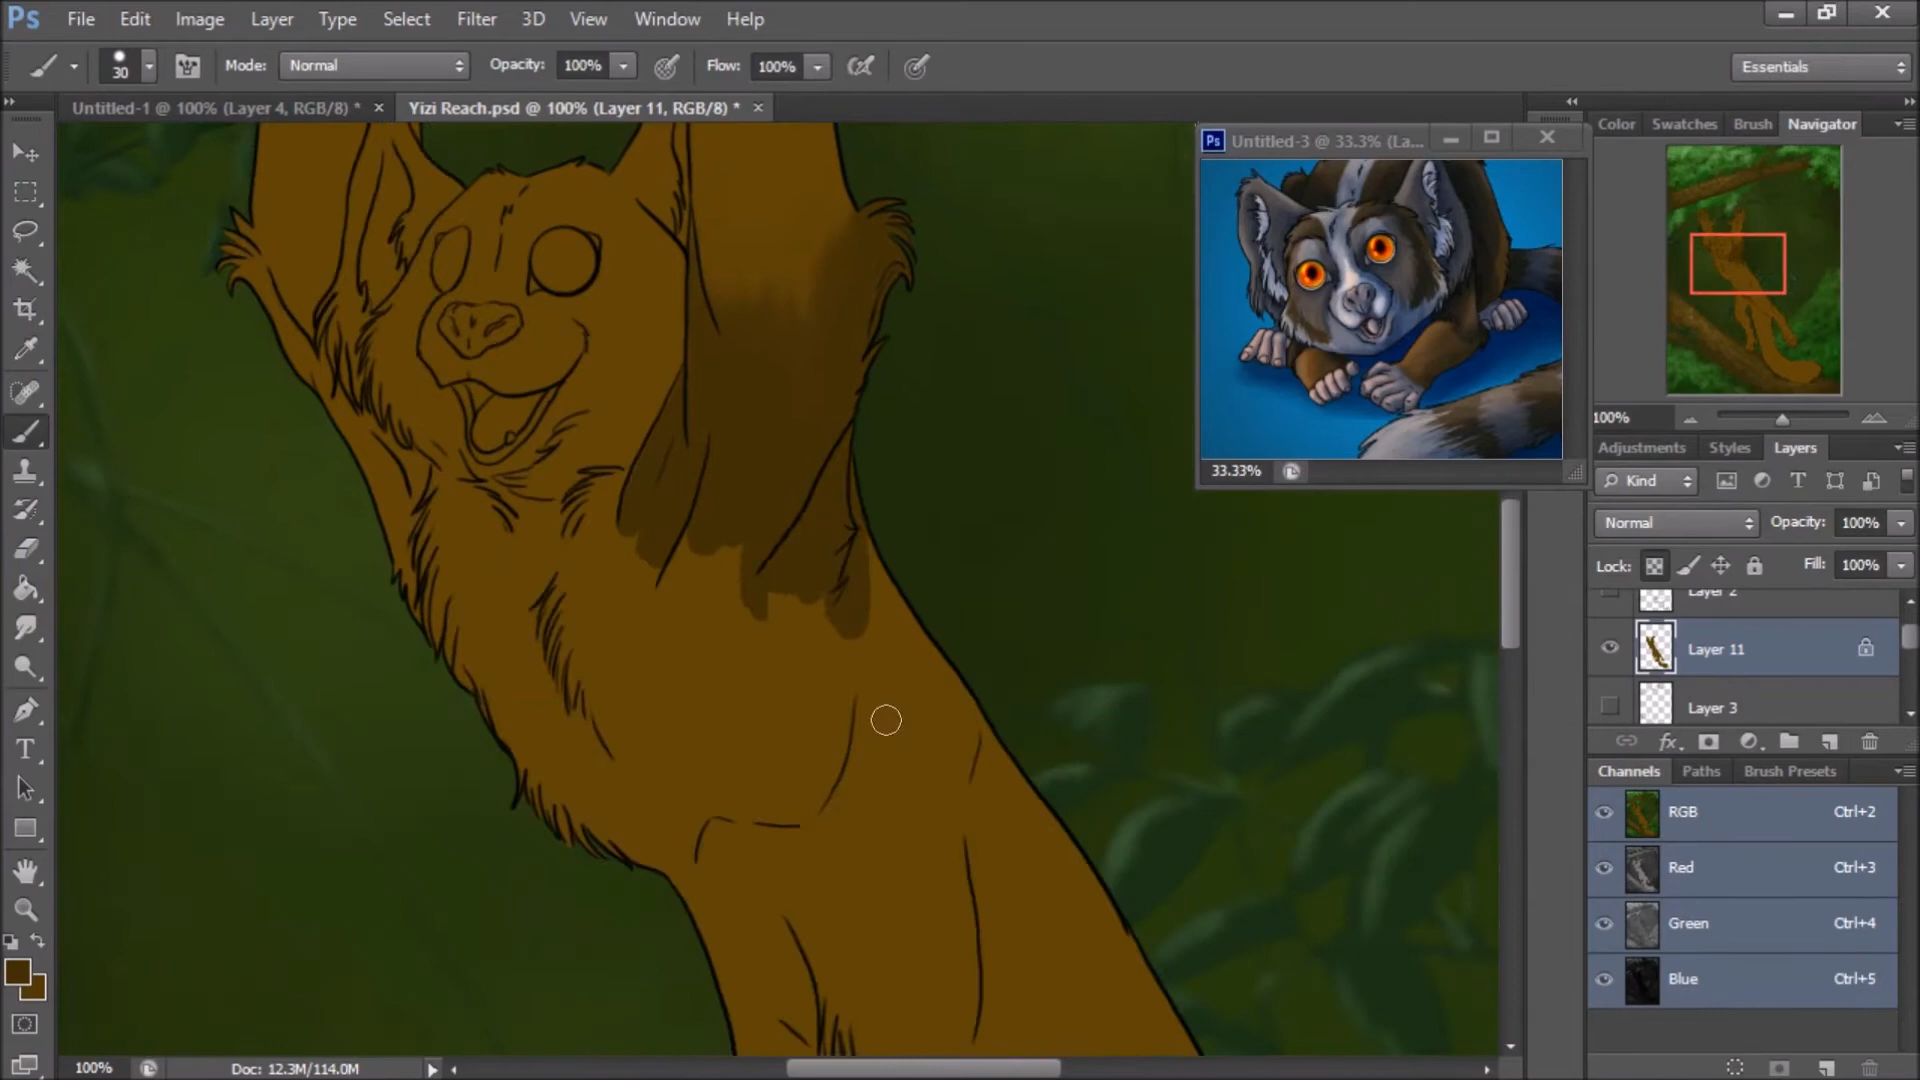 Ps File Edit Image Layer Type Select Filter 3D View Window Help
30 Mode: Normal Opacity: 100% Flow: 100% Essentials
Untitled-1 @ 100% (Layer 4, RGB/8) * Yizi Reach.psd @ 100% (Layer 11, RGB/8) *
Color Swatches Brush Navigator
Ps Untitled-3 @ 33.3% (La...
33.33%
100%
Adjustments Styles Layers
Kind
Normal Opacity: 100%
Lock: Fill: 100%
Layer 2
Layer 11
Layer 3
fx
Channels Paths Brush Presets
RGB Ctrl+2
Red Ctrl+3
Green Ctrl+4
Blue Ctrl+5
100% Doc: 12.3M/114.0M